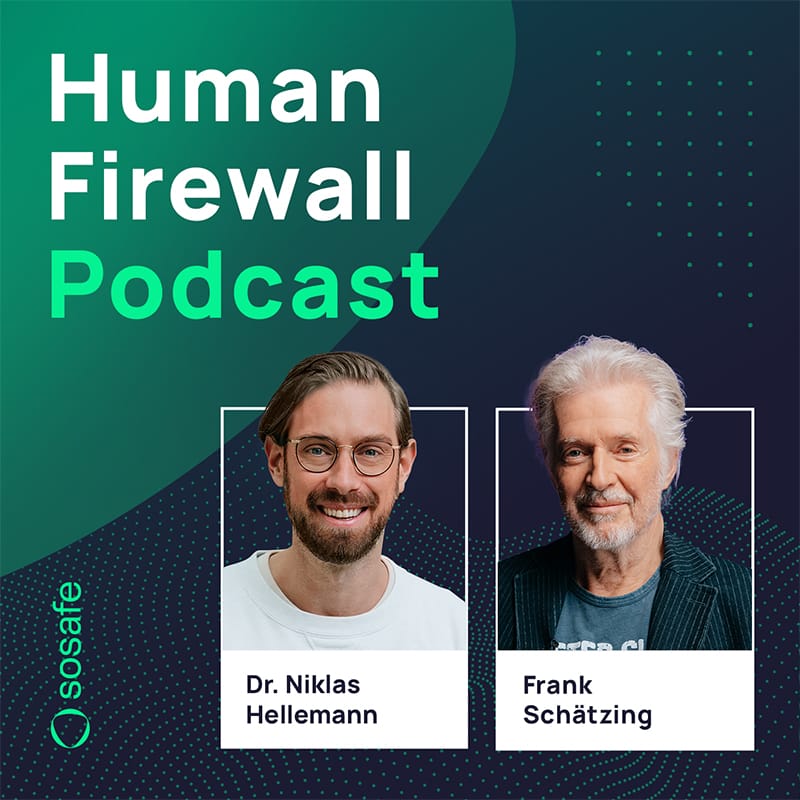 Human
Firewall
Podcast
sosafe
Dr. Niklas
Hellemann
Frank
Schätzing